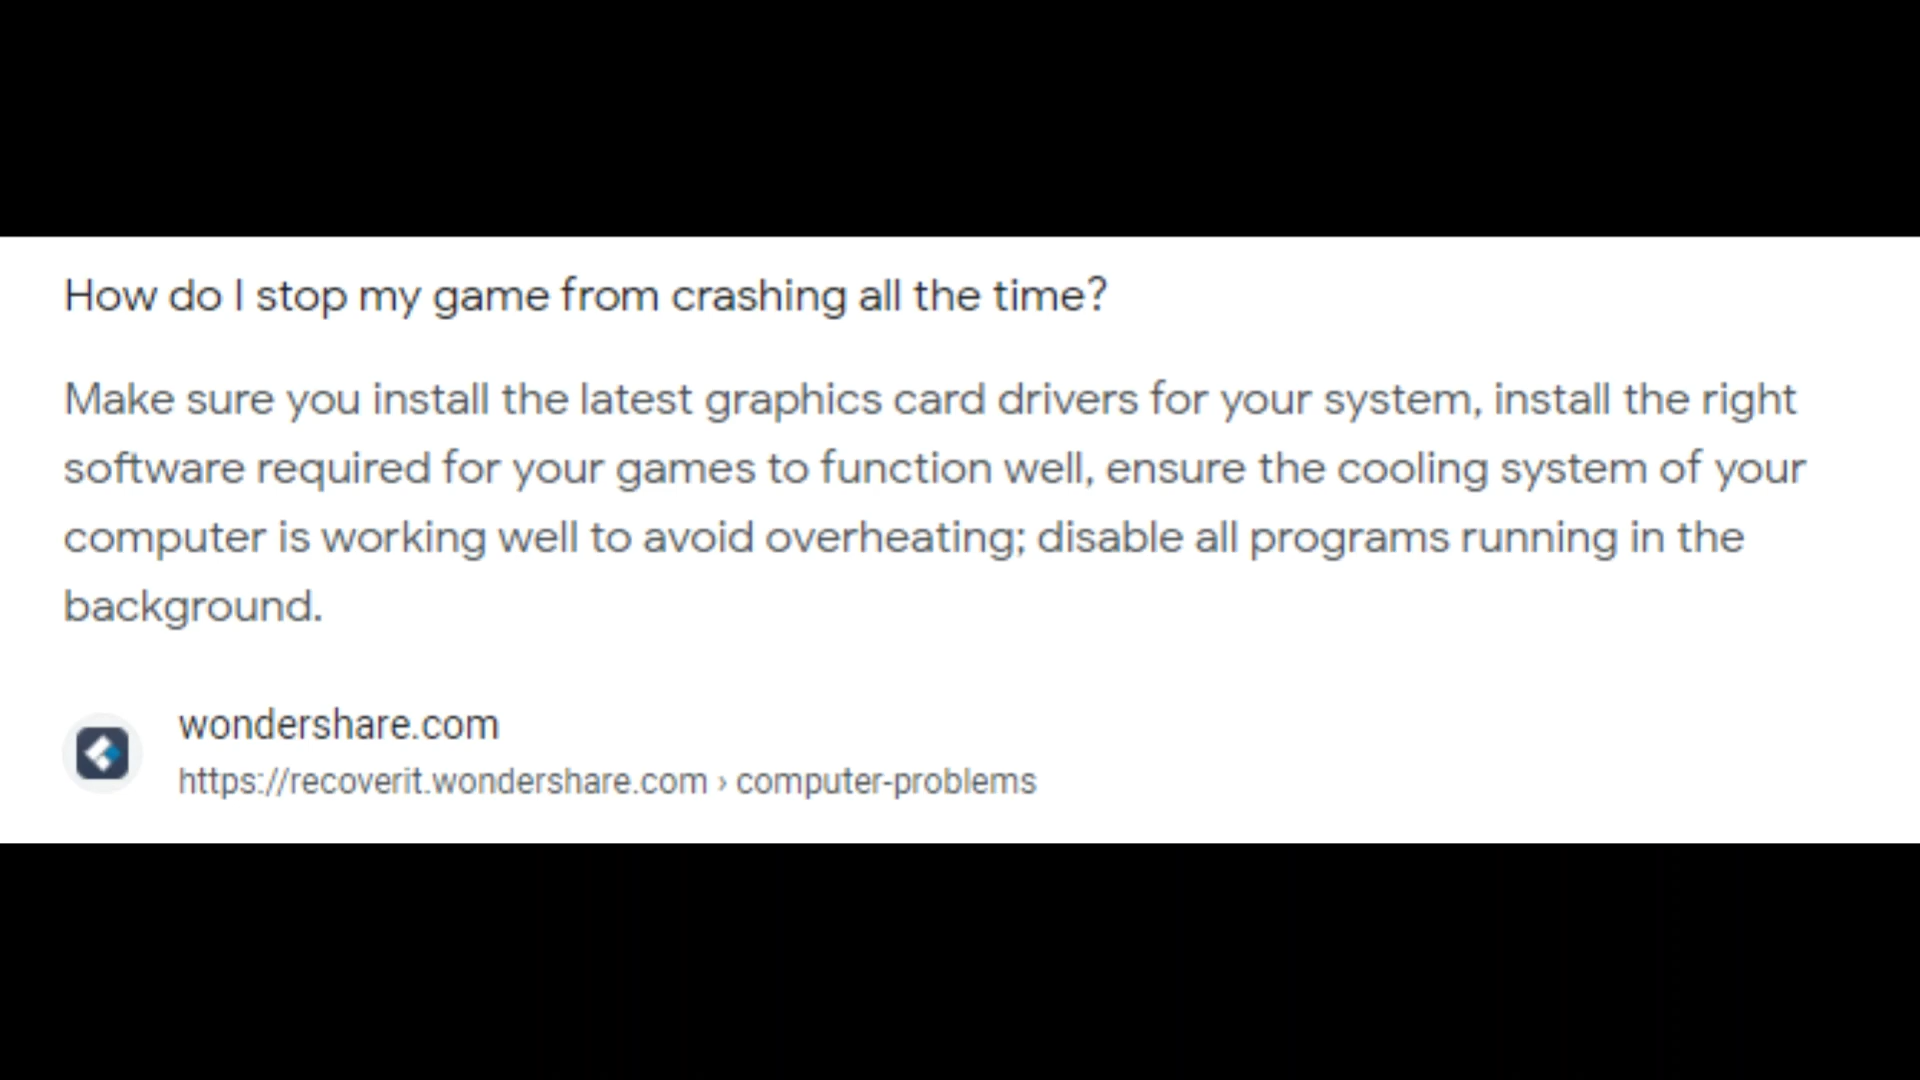 How do I stop my game from crashing all the time?
Make sure you install the latest graphics card drivers for your system, install the right
software required for your games to function well, ensure the cooling system of your
computer is working well to avoid overheating; disable all programs running in the
background.
wondershare.com
https://recoverit.wondershare.com › computer-problems